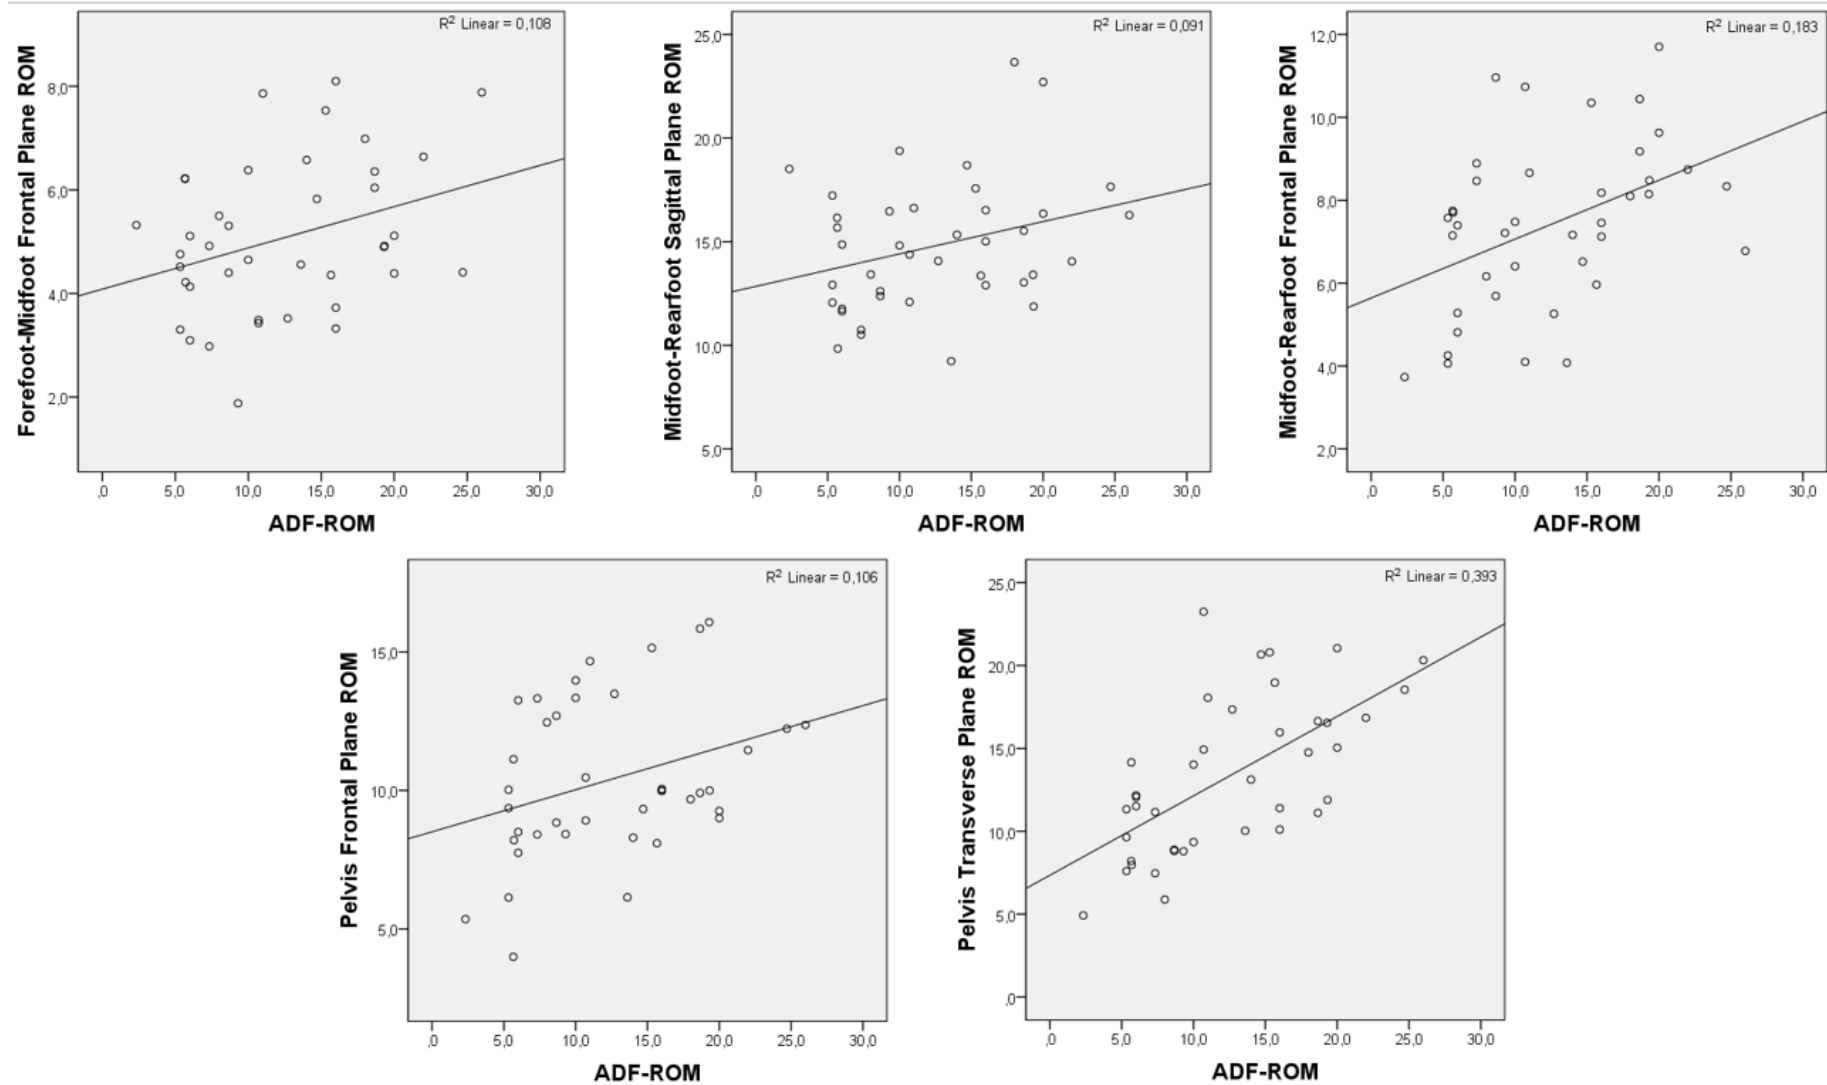 R² Linear = 0,108
Forefoot-Midfoot Frontal Plane ROM
8,0
6,0
4,0
2,0
,0 5,0 10,0 15,0 20,0 25,0 30,0
ADF-ROM
R² Linear = 0,091
Midfoot-Rearfoot Sagittal Plane ROM
25,0
20,0
15,0
10,0
5,0
,0 5,0 10,0 15,0 20,0 25,0 30,0
ADF-ROM
R² Linear = 0,183
Midfoot-Rearfoot Frontal Plane ROM
12,0
10,0
8,0
6,0
4,0
2,0
,0 5,0 10,0 15,0 20,0 25,0 30,0
ADF-ROM
R² Linear = 0,106
Pelvis Frontal Plane ROM
15,0
10,0
5,0
,0 5,0 10,0 15,0 20,0 25,0 30,0
ADF-ROM
R² Linear = 0,393
Pelvis Transverse Plane ROM
25,0
20,0
15,0
10,0
5,0
,0
,0 5,0 10,0 15,0 20,0 25,0 30,0
ADF-ROM